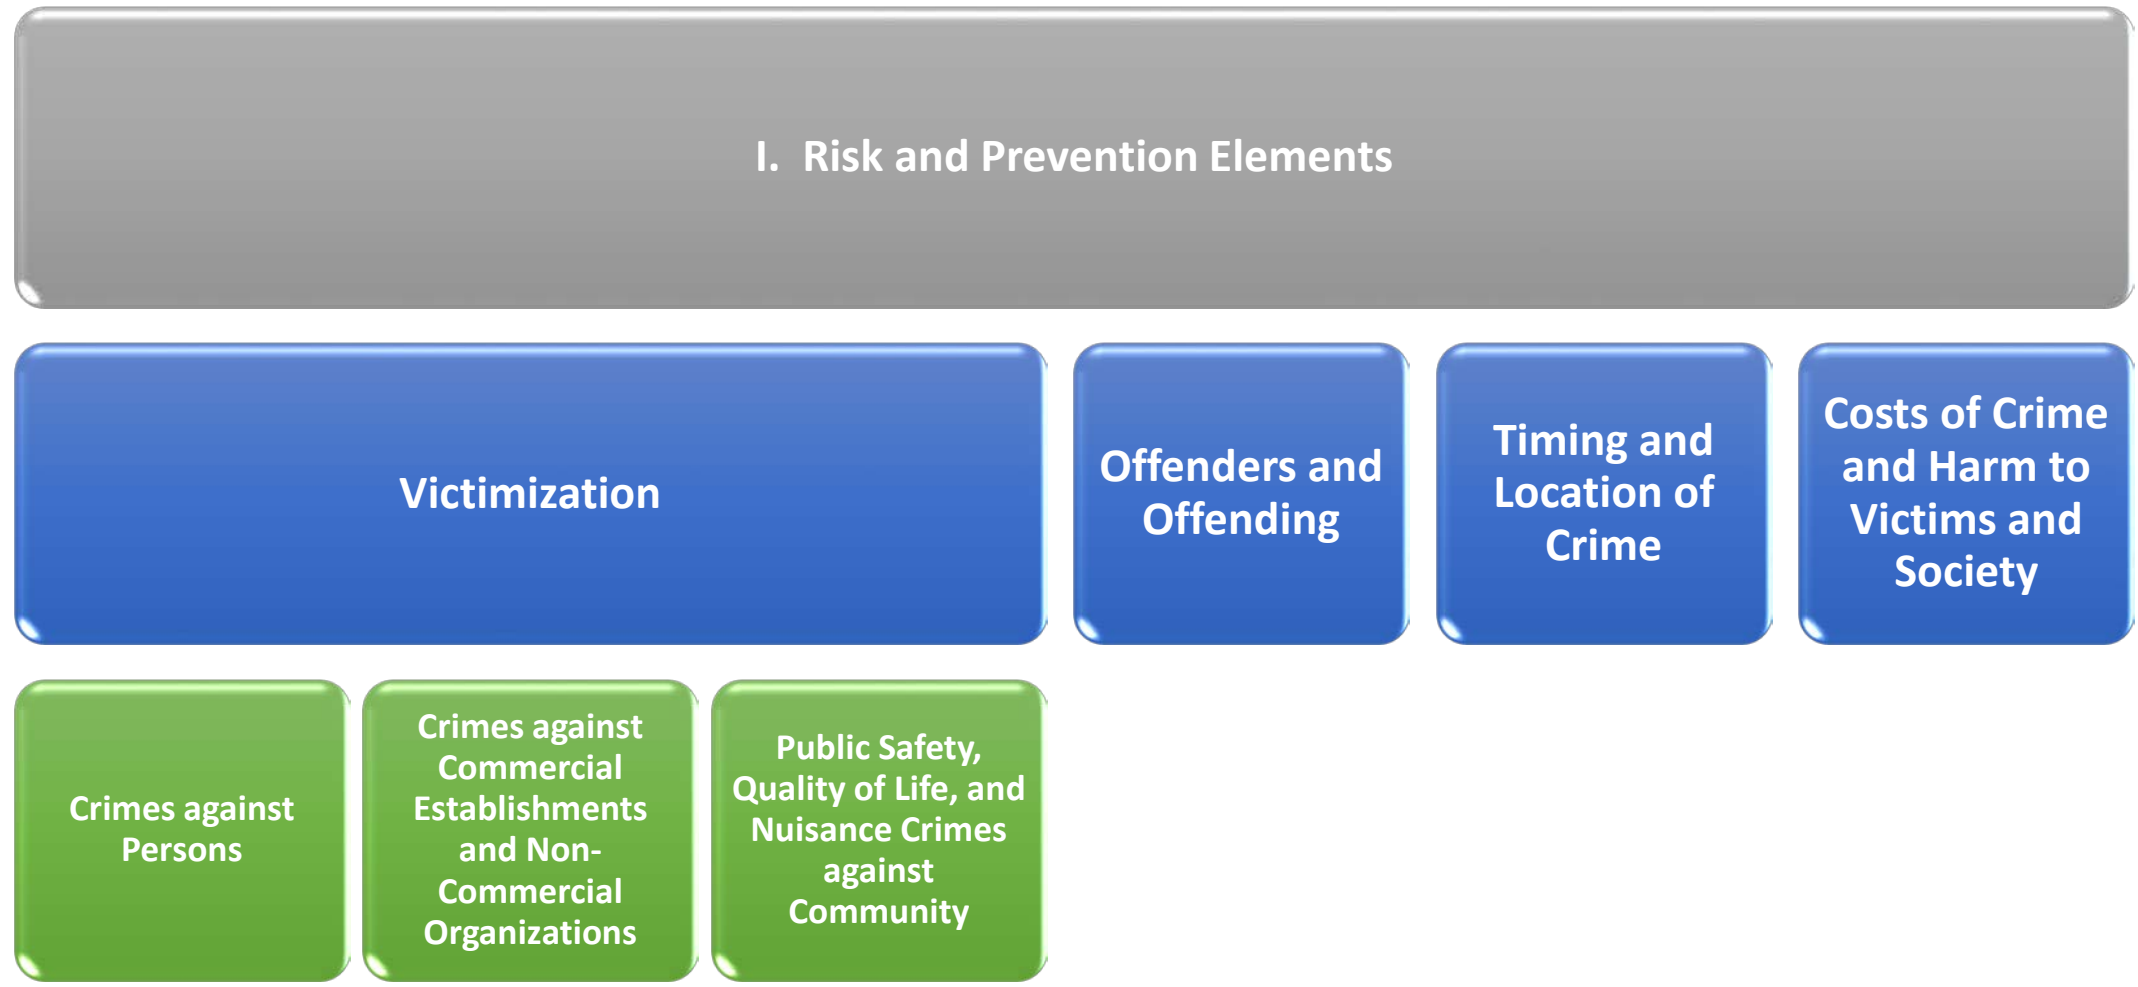 I. Risk and Prevention Elements
Victimization
Offenders and
Offending
Timing and
Location of
Crime
Costs of Crime
and Harm to
Victims and
Society
Crimes against
Persons
Crimes against
Commercial
Establishments
and Non-
Commercial
Organizations
Public Safety,
Quality of Life, and
Nuisance Crimes
against
Community